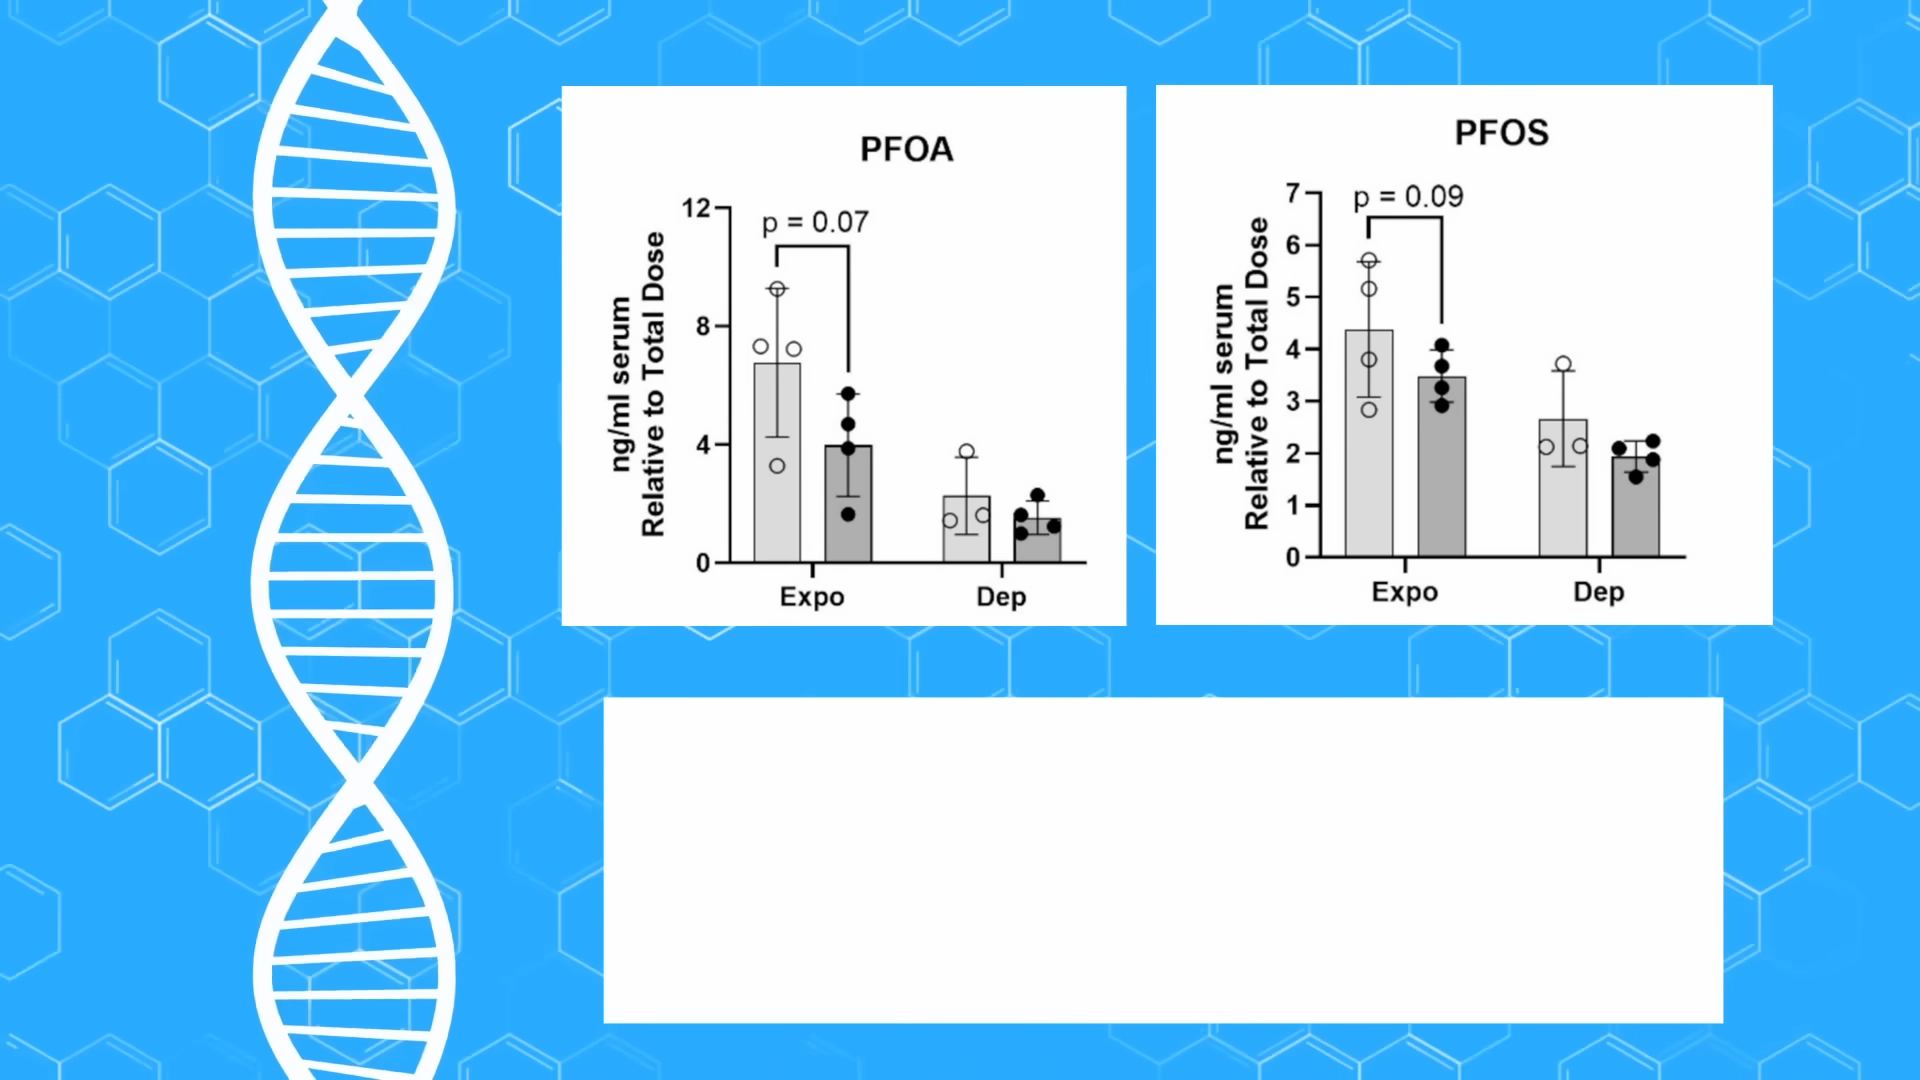 PFOA
12
8
4
0
ng/ml serum
Relative to Total Dose
p = 0.07
Expo
Dep
PFOS
7
6
5
4
3
2
1
0
ng/ml serum
Relative to Total Dose
p = 0.09
Expo
Dep